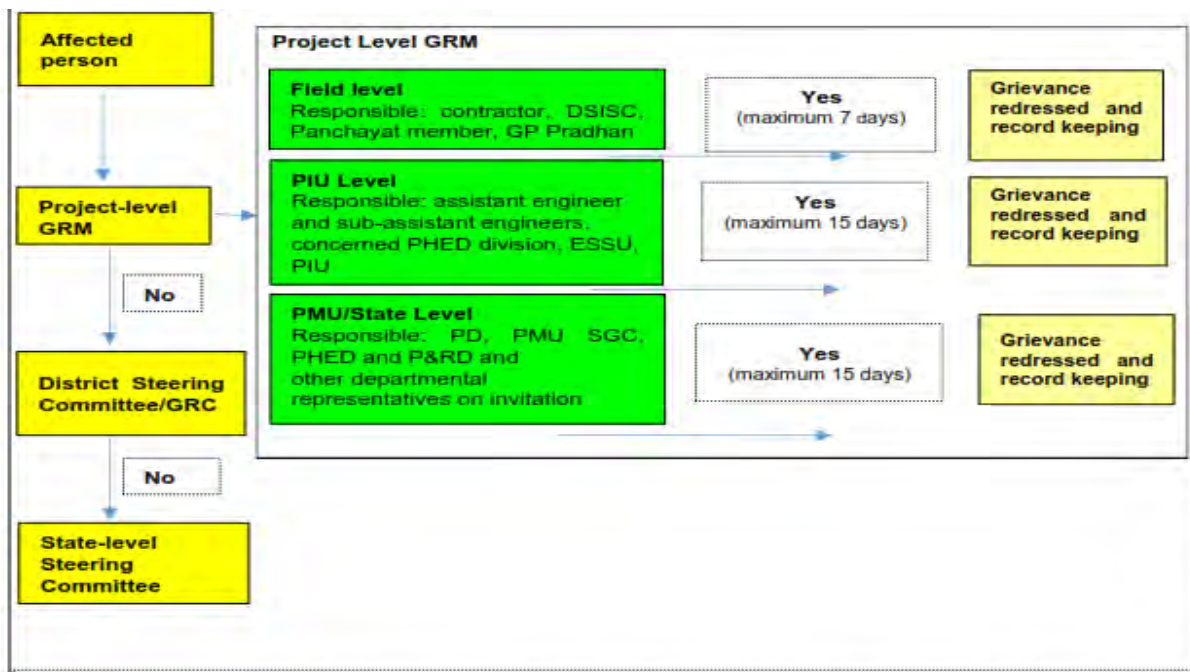 Affected
person
Project-level
GRM
No
District Steering
Committee/GRC
No
State-level
Steering
Committee
Project Level GRM
Field level
Responsible: contractor, DSISC,
Panchayat member, GP Pradhan
Yes
(maximum 7 days)
Grievance
redressed and
record keeping
PIU Level
Responsible: assistant engineer
and sub-assistant engineers,
concerned PHED division, ESSU,
PIU
Yes
(maximum 15 days)
Grievance
redressed and
record keeping
PMU/State Level
Responsible: PD, PMU SGC,
PHED and P&RD and
other departmental
representatives on invitation
Yes
(maximum 15 days)
Grievance
redressed and
record keeping